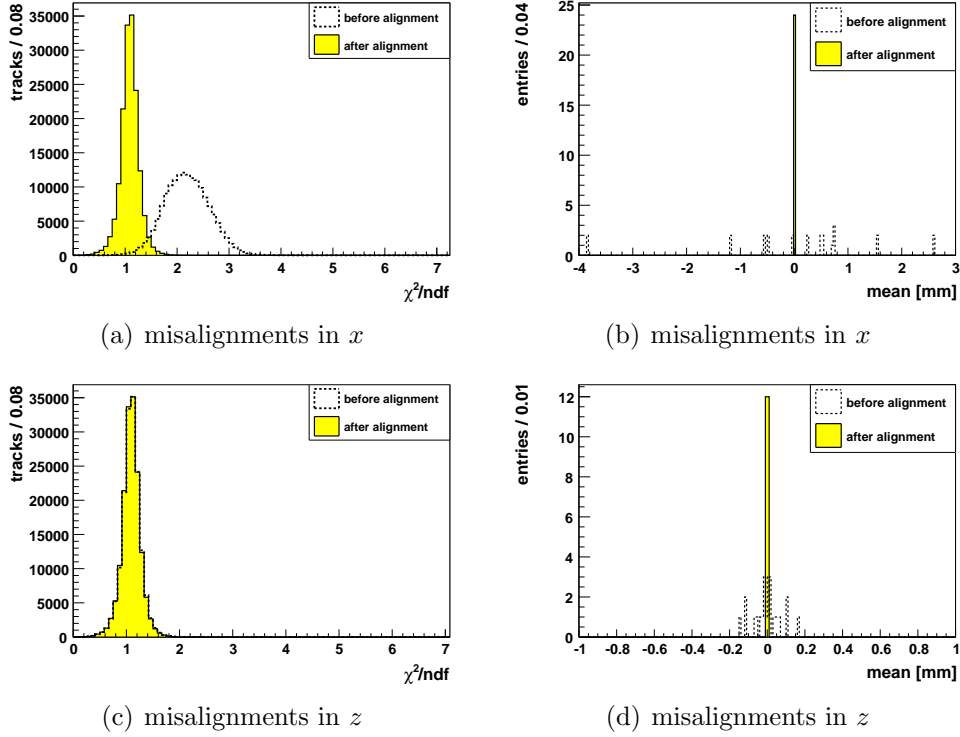 tracks / 0.08
35000
30000
25000
20000
15000
10000
5000
0
0 1 2 3 4 5 6 7
χ²/ndf
before alignment
after alignment
(a) misalignments in x
entries / 0.04
25
20
15
10
5
0
-4 -3 -2 -1 0 1 2 3
mean [mm]
before alignment
after alignment
(b) misalignments in x
tracks / 0.08
35000
30000
25000
20000
15000
10000
5000
0
0 1 2 3 4 5 6 7
χ²/ndf
before alignment
after alignment
(c) misalignments in z
entries / 0.01
12
10
8
6
4
2
0
-1 -0.8 -0.6 -0.4 -0.2 0 0.2 0.4 0.6 0.8 1
mean [mm]
before alignment
after alignment
(d) misalignments in z